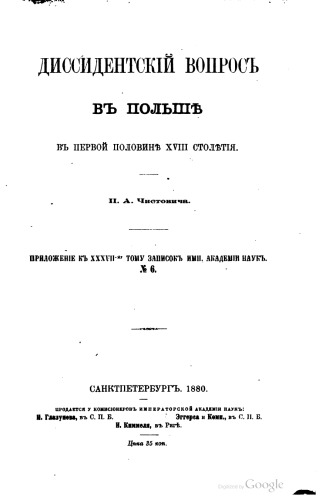 ДИССИДЕНТСКІЙ ВОПРОСЪ
ВЪ ПОЛЬШѢ
ВЪ ПЕРВОЙ ПОЛОВИНѢ XVIII СТОЛѢТІЯ.
И. А. Чистовича.
ПРИЛОЖЕНІЕ КЪ XXXVII-му ТОМУ ЗАПИСОКЪ ИМП. АКАДЕМІИ НАУКЪ.
№ 6.
САНКТПЕТЕРБУРГЪ. 1880.
ПРОДАЕТСЯ У КОМИСІОНЕРОВЪ ИМПЕРАТОРСКОЙ АКАДЕМІИ НАУКЪ:
И. Глазунова, въ С. П. Б. Эггерса и Комп., въ С. П. Б.
Н. Киммеля, въ Ригѣ.
Цѣна 35 коп.
Digitized by Google